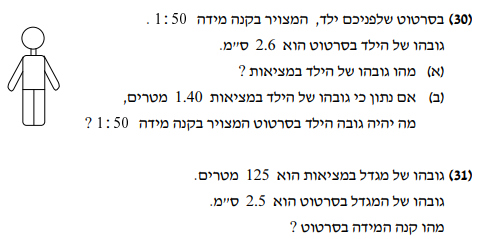 (30) בסרטוט שלפניכם ילד, המצויר בקנה מידה 1:50 .
גובהו של הילד בסרטוט הוא 2.6 ס״מ.
(א) מהו גובהו של הילד במציאות ?
(ב) אם נתון כי גובהו של הילד במציאות 1.40 מטרים,
מה יהיה גובה הילד בסרטוט המצויר בקנה מידה 1:50 ?
(31) גובהו של מגדל במציאות הוא 125 מטרים.
גובהו של המגדל בסרטוט הוא 2.5 ס״מ.
מהו קנה המידה בסרטוט ?